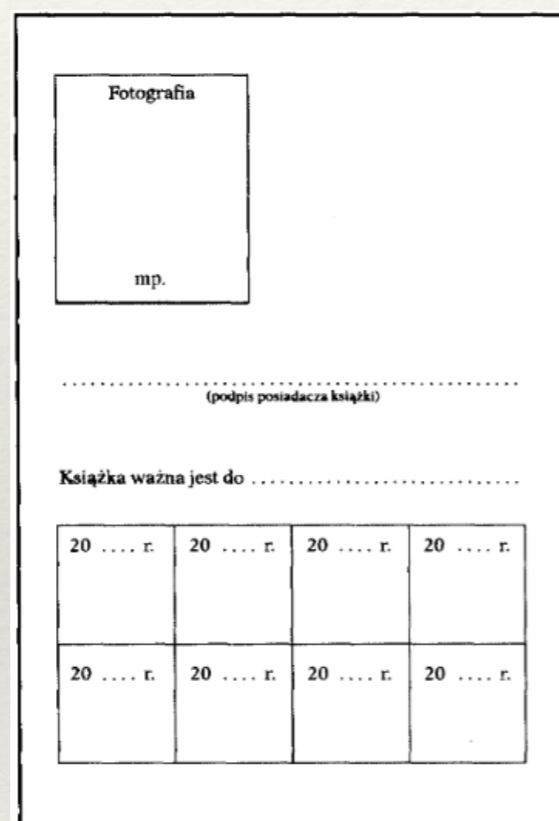 Fotografia
mp.
........................................................
(podpis posiadacza książki)
Książka ważna jest do .............................
20 .... r. 20 .... r. 20 .... r. 20 .... r.
20 .... r. 20 .... r. 20 .... r. 20 .... r.